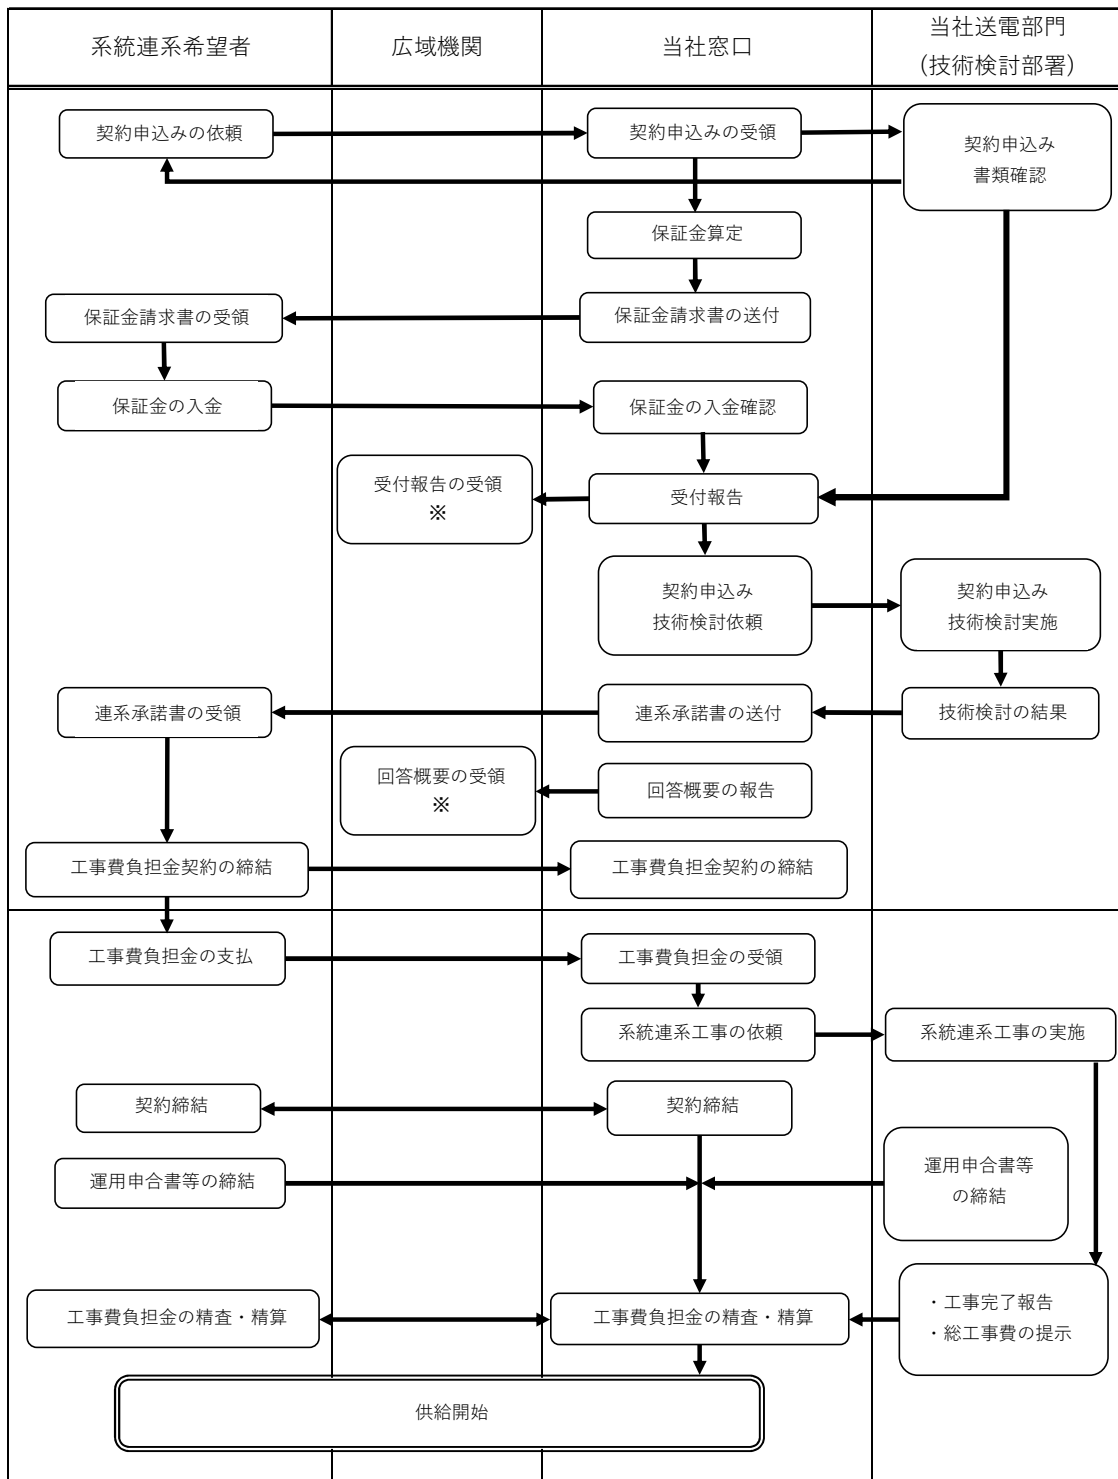 系統連系希望者
広域機関
当社窓口
当社送電部門
(技術検討部署)
契約申込みの依頼
契約申込みの受領
契約申込み
書類確認
保証金算定
保証金請求書の受領
保証金請求書の送付
保証金の入金
保証金の入金確認
受付報告の受領
※
受付報告
契約申込み
技術検討依頼
契約申込み
技術検討実施
連系承諾書の受領
連系承諾書の送付
技術検討の結果
回答概要の受領
※
回答概要の報告
工事費負担金契約の締結
工事費負担金契約の締結
工事費負担金の支払
工事費負担金の受領
系統連系工事の依頼
系統連系工事の実施
契約締結
契約締結
運用申合書等の締結
運用申合書等
の締結
工事費負担金の精査・精算
工事費負担金の精査・精算
・工事完了報告
・総工事費の提示
供給開始